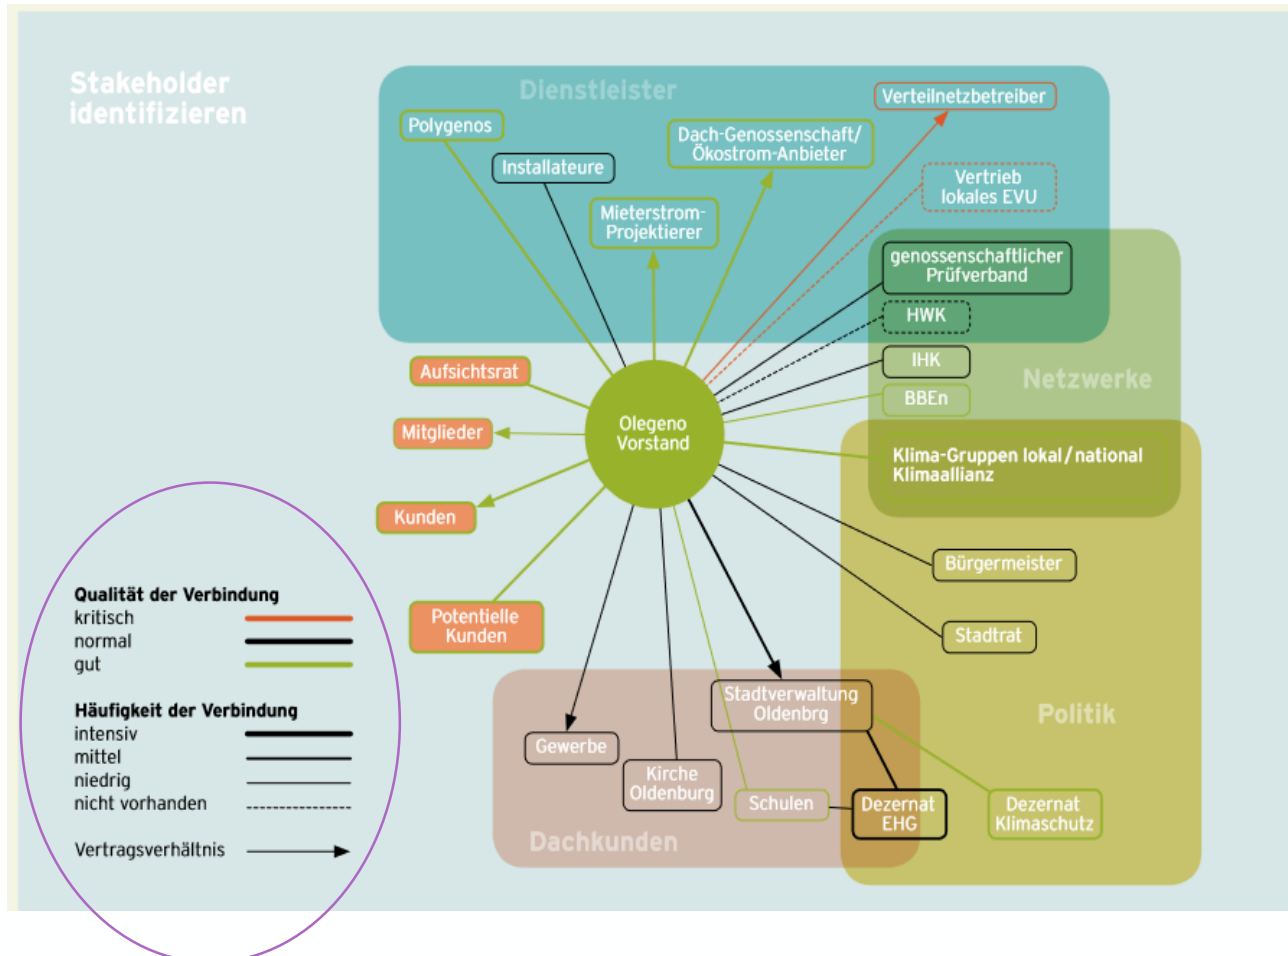 Stakeholder
identifizieren
Dienstleister
Polygenos
Installateure
Mieterstrom-
Projektierer
Dach-Genossenschaft/
Ökostrom-Anbieter
Verteilnetzbetreiber
Vertrieb
lokales EVU
genossenschaftlicher
Prüfverband
HWK
IHK
BBEn
Netzwerke
Klima-Gruppen lokal/national
Klimaallianz
Aufsichtsrat
Mitglieder
Kunden
Potentielle
Kunden
Olegeno
Vorstand
Bürgermeister
Stadtrat
Politik
Stadtverwaltung
Oldenbrg
Gewerbe
Kirche
Oldenburg
Schulen
Dezernat
EHG
Dezernat
Klimaschutz
Dachkunden
Qualität der Verbindung
kritisch
normal
gut
Häufigkeit der Verbindung
intensiv
mittel
niedrig
nicht vorhanden
Vertragsverhältnis